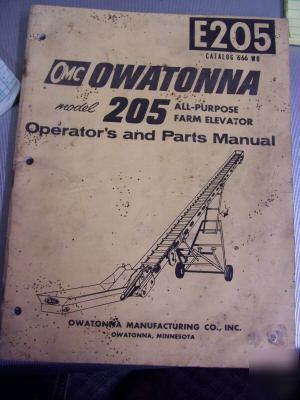 E205
CATALOG '666 WB
OMC OWATONNA
model 205 ALL-PURPOSE
FARM ELEVATOR
Operator's and Parts Manual
OWATONNA MANUFACTURING CO., INC.
OWATONNA, MINNESOTA